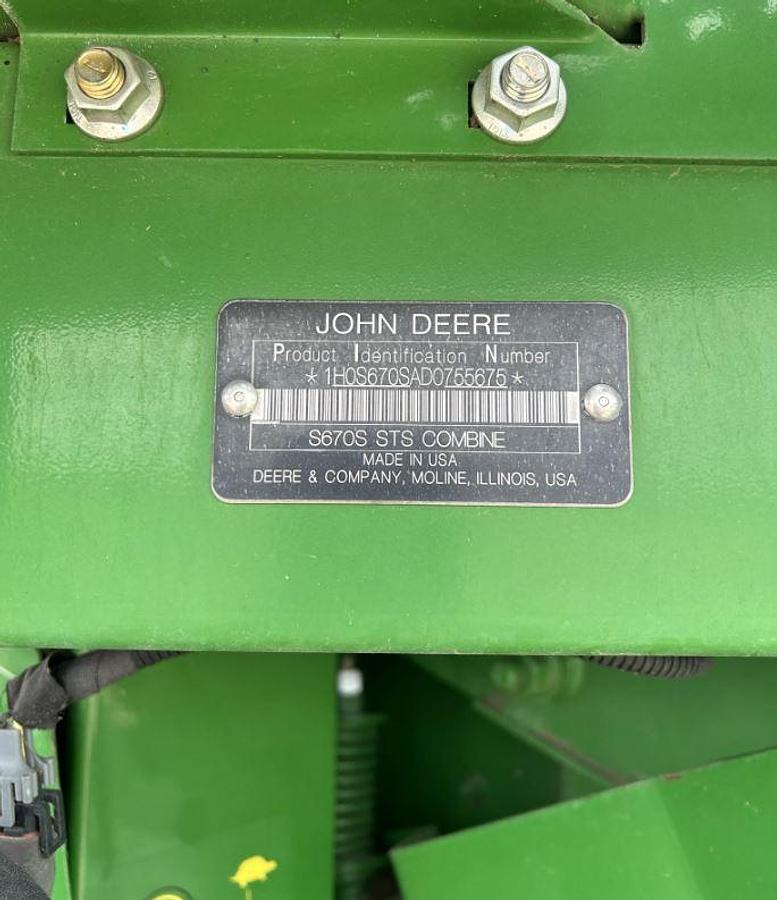 JOHN DEERE
Product Identification Number
*1H0S670SAD0755675*
S670S STS COMBINE
MADE IN USA
DEERE & COMPANY, MOLINE, ILLINOIS, USA